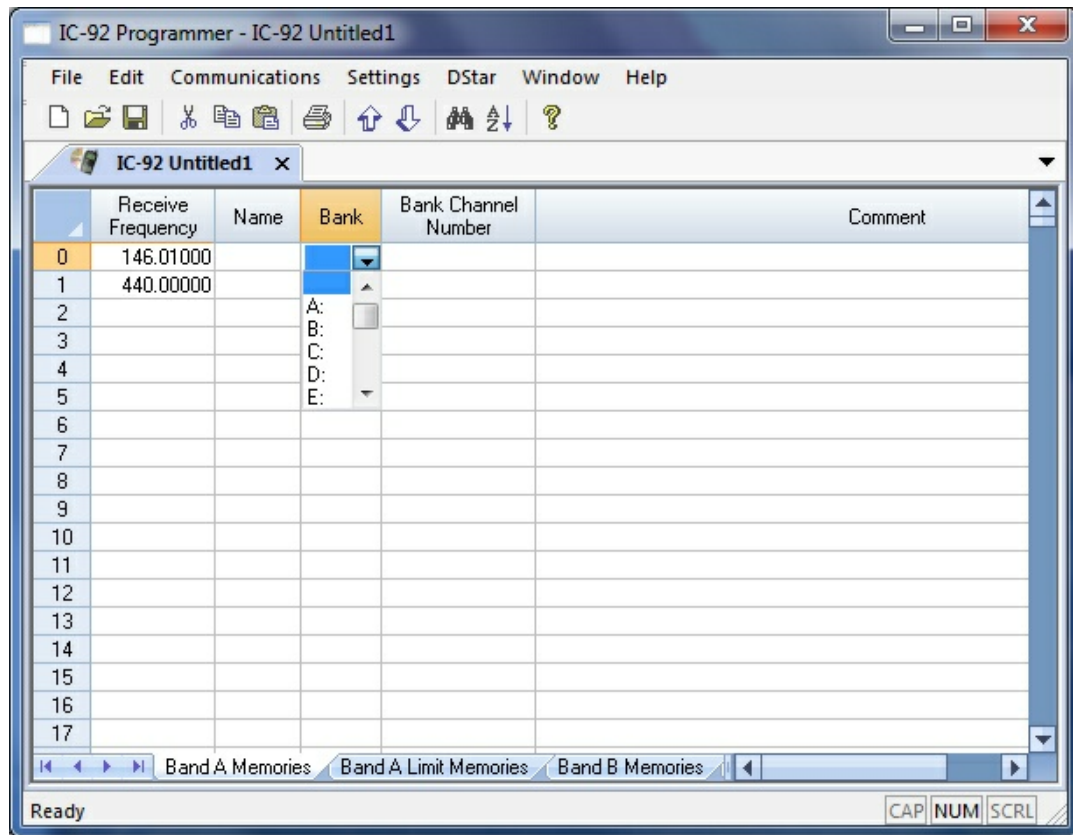 IC-92 Programmer - IC-92 Untitled1
File Edit Communications Settings DStar Window Help
IC-92 Untitled1
Receive Frequency Name Bank Bank Channel Number Comment
0 146.01000
1 440.00000
2 A:
3 B:
C:
4 D:
5 E:
6
7
8
9
10
11
12
13
14
15
16
17
Band A Memories Band A Limit Memories Band B Memories
Ready CAP NUM SCRL